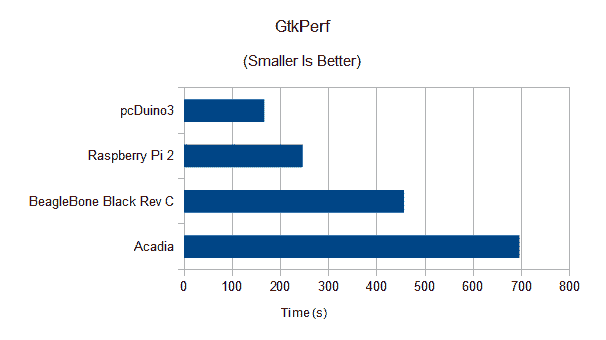 GtkPerf
(Smaller Is Better)
pcDuino3
Raspberry Pi 2
BeagleBone Black Rev C
Acadia
0 100 200 300 400 500 600 700 800
Time (s)